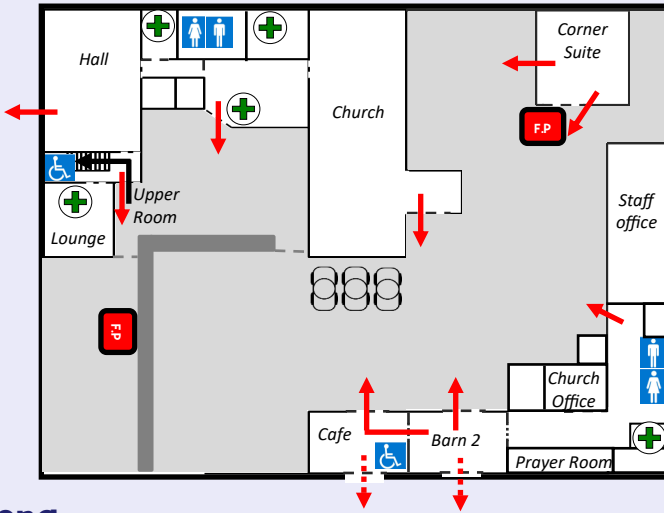 Hall
Church
Corner
Suite
F.P
Staff
office
Upper
Room
Lounge
F.P
Church
Office
Cafe
Barn 2
Prayer Room